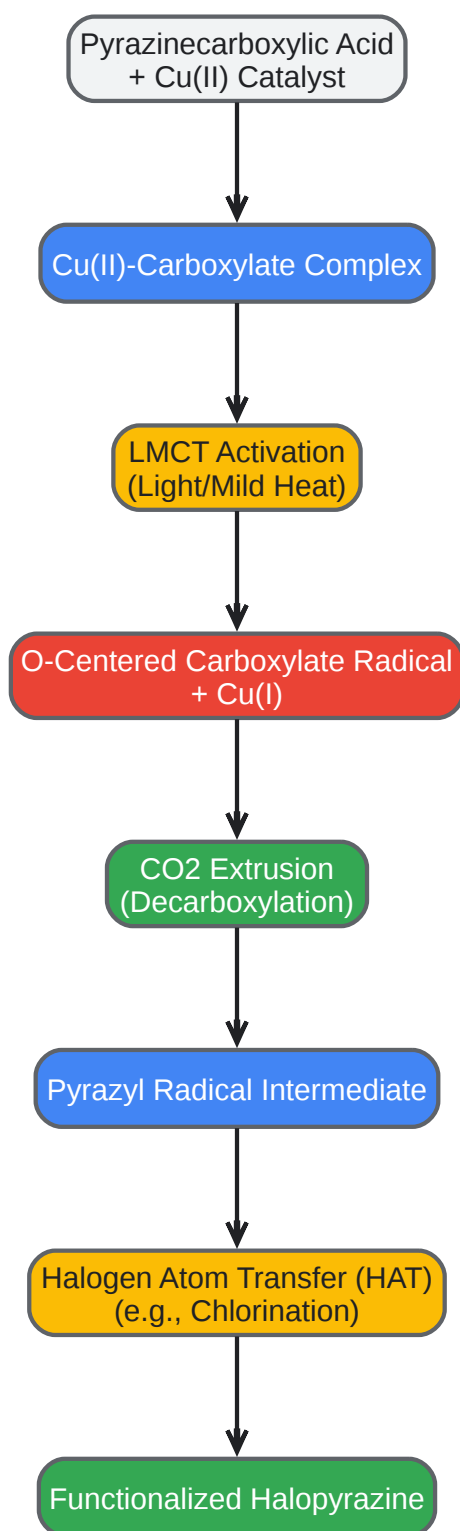 Pyrazinecarboxylic Acid
+ Cu(II) Catalyst
Cu(II)-Carboxylate Complex
LMCT Activation
(Light/Mild Heat)
O-Centered Carboxylate Radical
+ Cu(I)
CO2 Extrusion
(Decarboxylation)
Pyrazyl Radical Intermediate
Halogen Atom Transfer (HAT)
(e.g., Chlorination)
Functionalized Halopyrazine